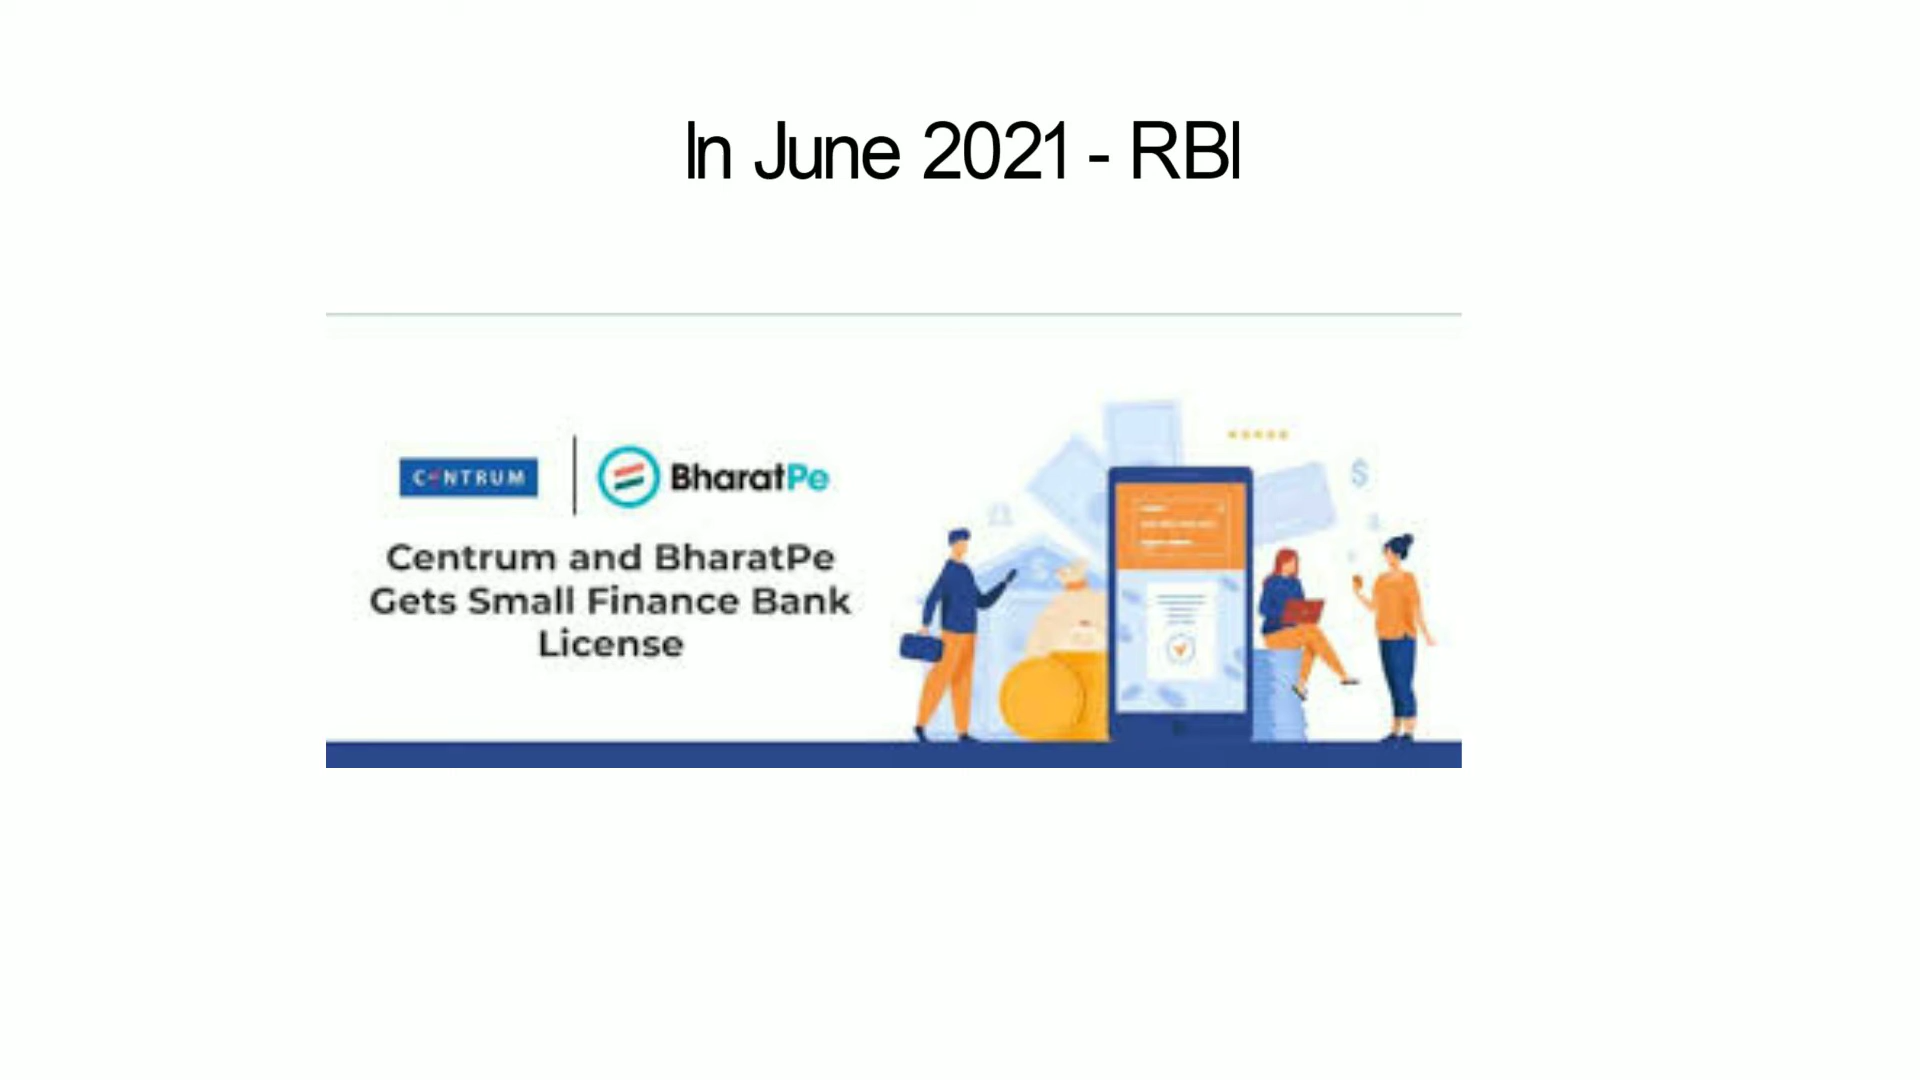 In June 2021 - RBI
CENTRUM
BharatPe
Centrum and BharatPe
Gets Small Finance Bank
License
$